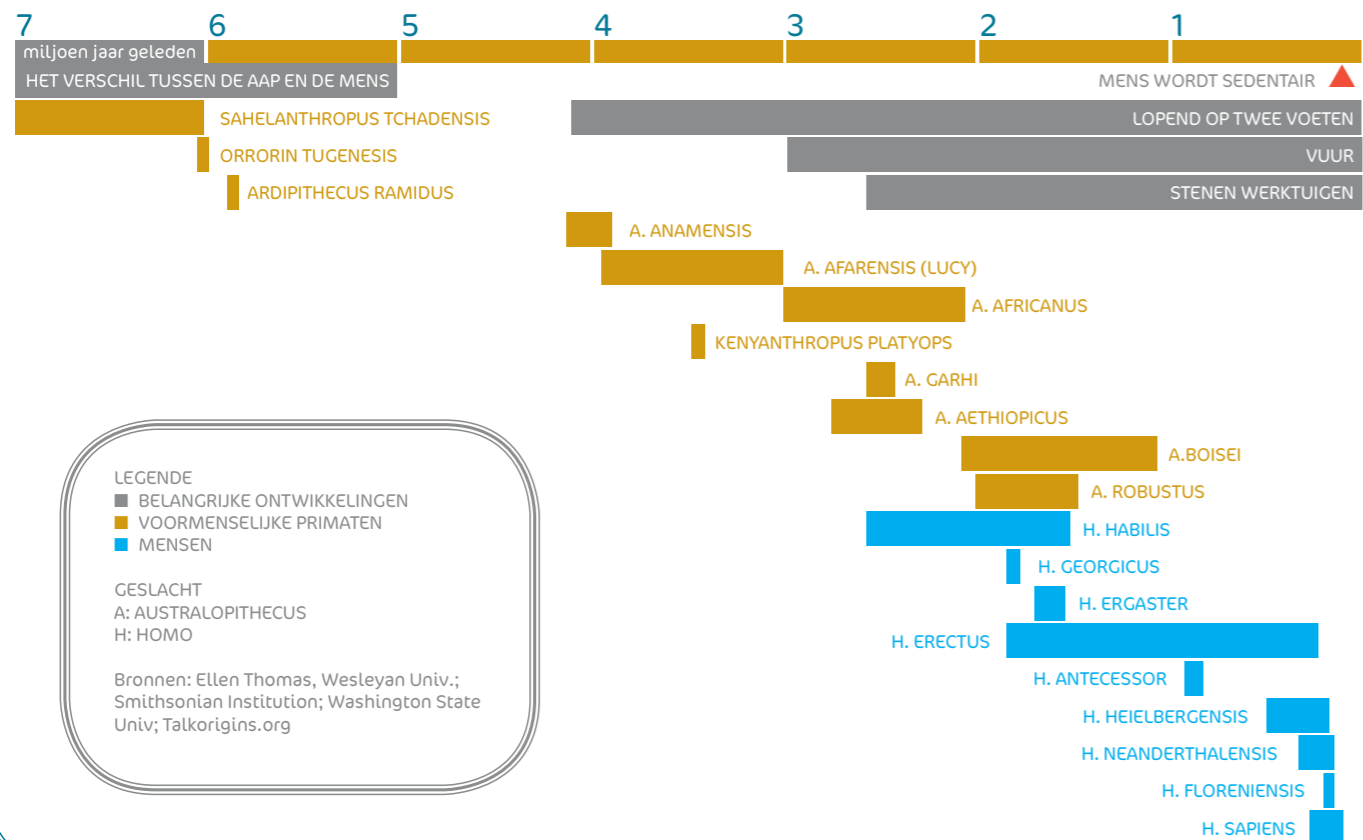 7 6 5 4 3 2 1
miljoen jaar geleden
HET VERSCHIL TUSSEN DE AAP EN DE MENS
MENS WORDT SEDENTAIR
SAHELANTHROPUS TCHADENSIS
LOPEND OP TWEE VOETEN
ORRORIN TUGENESIS
VUUR
ARDIPITHECUS RAMIDUS
STENEN WERKTUIGEN
A. ANAMENSIS
A. AFARENSIS (LUCY)
A. AFRICANUS
KENYANTHROPUS PLATYOPS
A. GARHI
A. AETHIOPICUS
A.BOISEI
A. ROBUSTUS
H. HABILIS
H. GEORGICUS
H. ERGASTER
H. ERECTUS
H. ANTECESSOR
H. HEIELBERGENSIS
H. NEANDERTHALENSIS
H. FLORENIENSIS
H. SAPIENS
LEGENDE
BELANGRIJKE ONTWIKKELINGEN
VOORMENSELIJKE PRIMATEN
MENSEN
GESLACHT
A: AUSTRALOPITHECUS
H: HOMO
Bronnen: Ellen Thomas, Wesleyan Univ.;
Smithsonian Institution; Washington State
Univ; Talkorigins.org